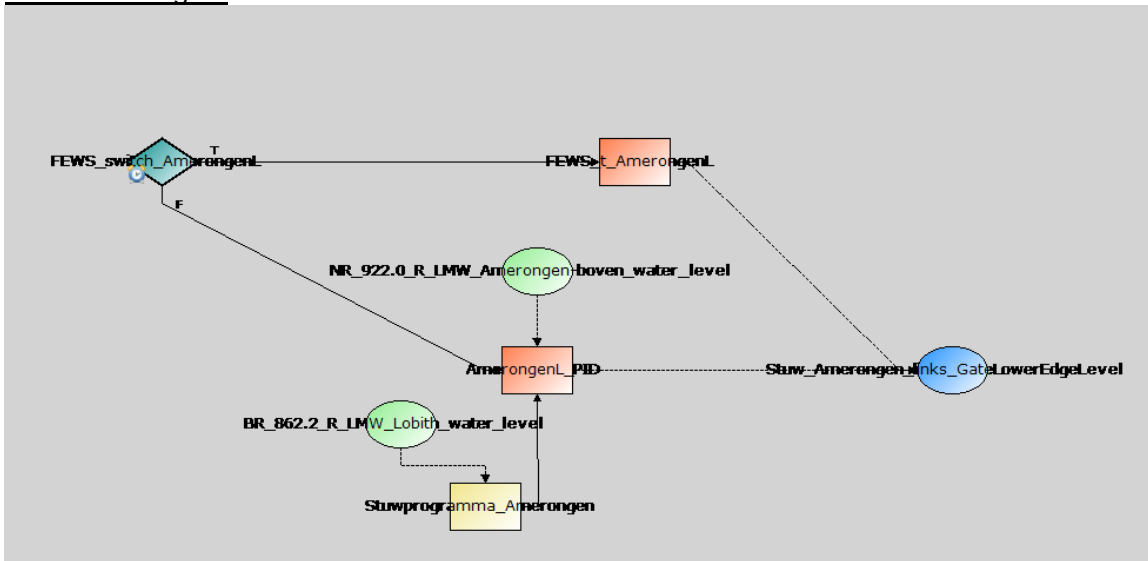 FEWS_switch_AmerongenL
T
FEWS_t_AmerongenL
F
NR_922.0_R_LMW_Amerongen-boven_water_level
AmerongenL_PID
Stuw_Amerongen_links_GateLowerEdgeLevel
BR_862.2_R_LMW_Lobith_water_level
Stuwprogramma_Amerongen